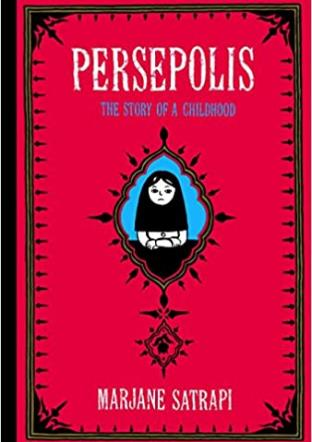 PERSEPOLIS
THE STORY OF A CHILDHOOD
MARJANE SATRAPI